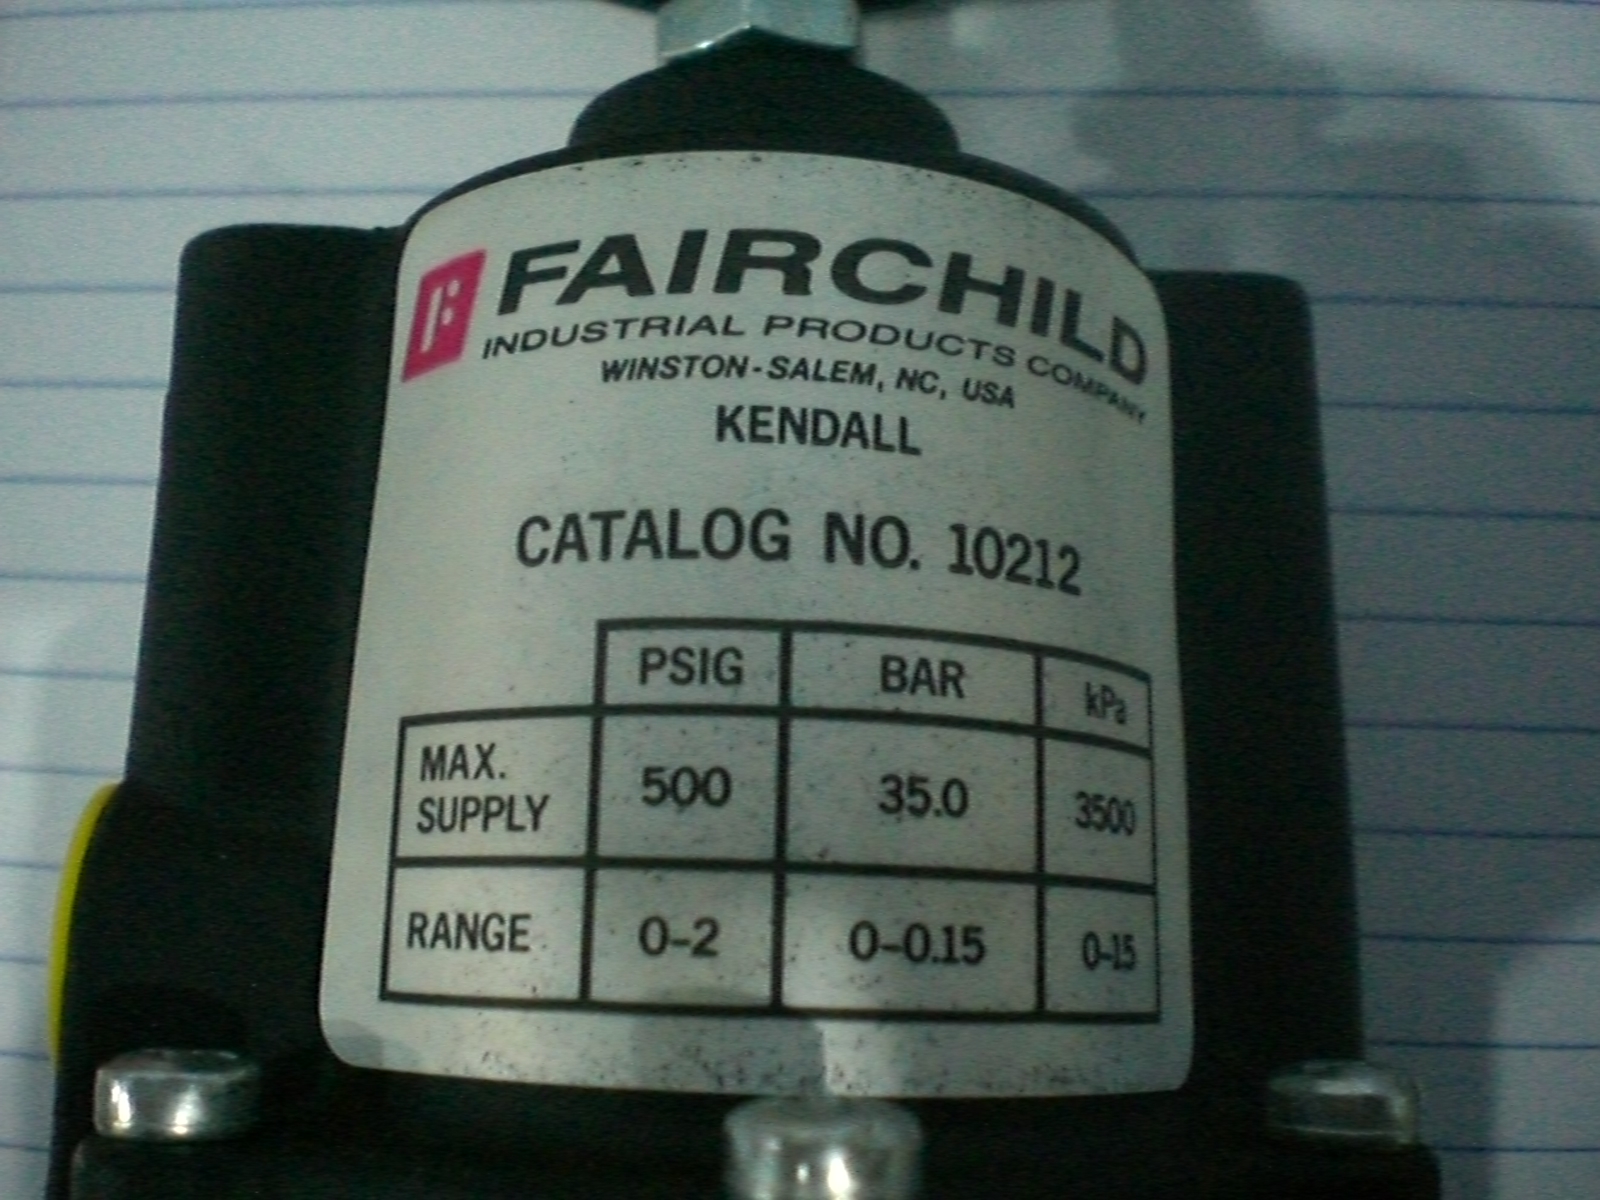 FAIRCHILD
INDUSTRIAL PRODUCTS COMPANY
WINSTON-SALEM, NC, USA
KENDALL
CATALOG NO. 10212
PSIG BAR kPa
MAX. SUPPLY 500 35.0 3500
RANGE 0-2 0-0.15 0-15